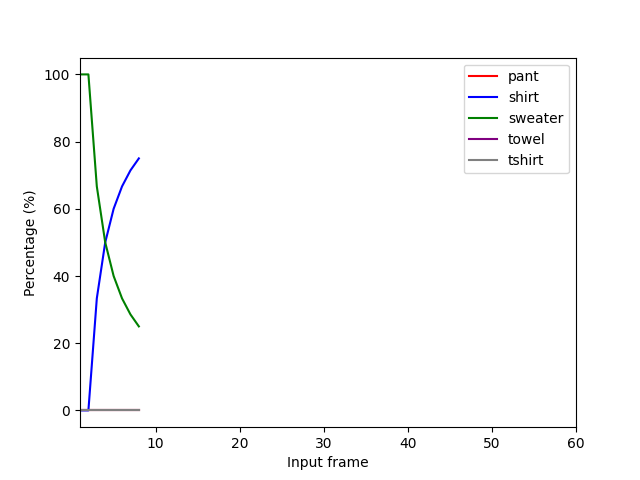 pant
shirt
sweater
towel
tshirt
100
80
60
40
20
0
Percentage (%)
10 20 30 40 50 60
Input frame